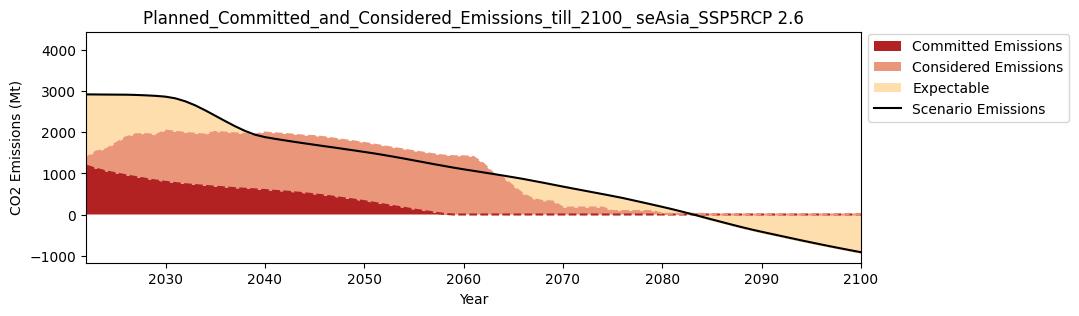 Planned_Committed_and_Considered_Emissions_till_2100_ seAsia_SSP5RCP 2.6
4000
3000
2000
1000
0
−1000
CO2 Emissions (Mt)
2030 2040 2050 2060 2070 2080 2090 2100
Year
Committed Emissions
Considered Emissions
Expectable
Scenario Emissions